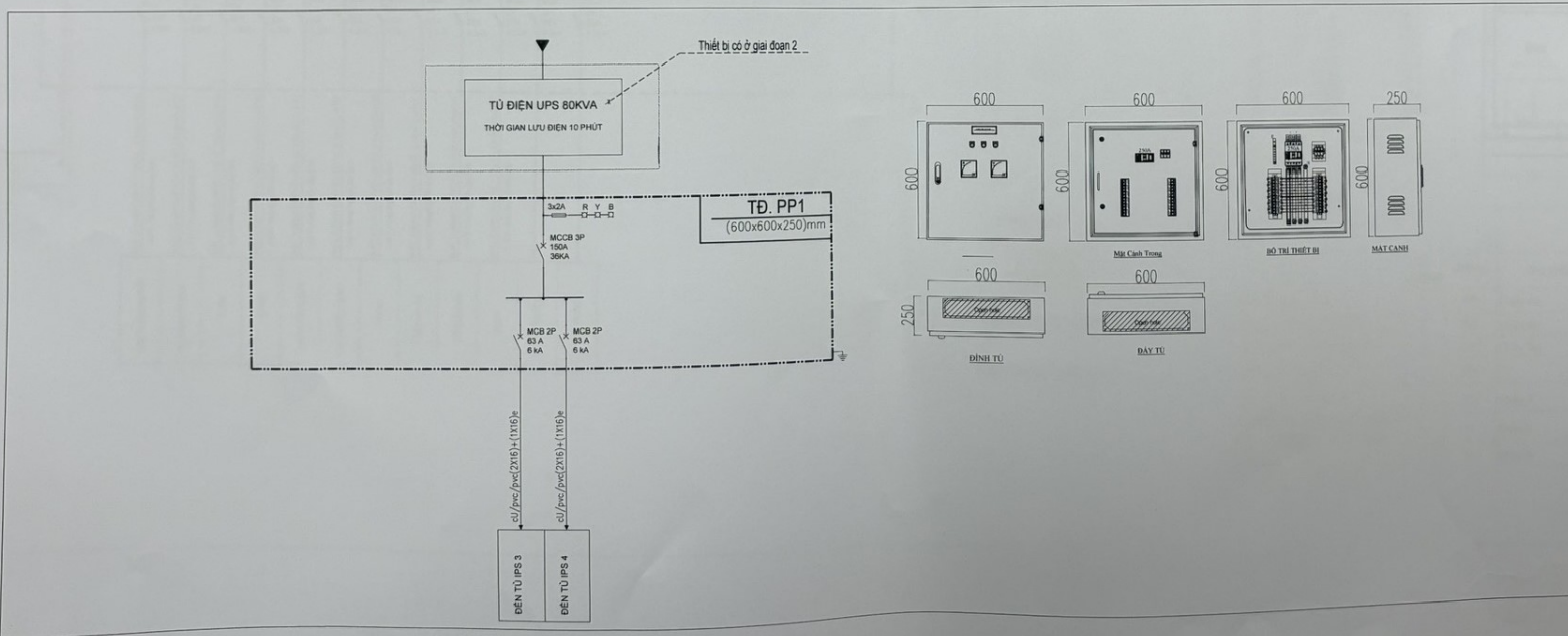 Thiết bị có ở giai đoạn 2
TỦ ĐIỆN UPS 80KVA
THỜI GIAN LƯU ĐIỆN 10 PHÚT
3x2A R Y B
MCCB 3P
150A
36KA
TĐ. PP1
(600x600x250)mm
MCB 2P
63 A
6 kA
MCB 2P
63 A
6 kA
cU/pvc/pvc(2X16)+(1X16)e
cU/pvc/pvc(2X16)+(1X16)e
ĐẾN TỦ IPS 3
ĐẾN TỦ IPS 4
600
600
600
600
250A
Mặt Cánh Trong
600
600
250A
BỐ TRÍ THIẾT BỊ
250
600
MẶT CẠNH
600
250
ĐỈNH TỦ
600
ĐÁY TỦ